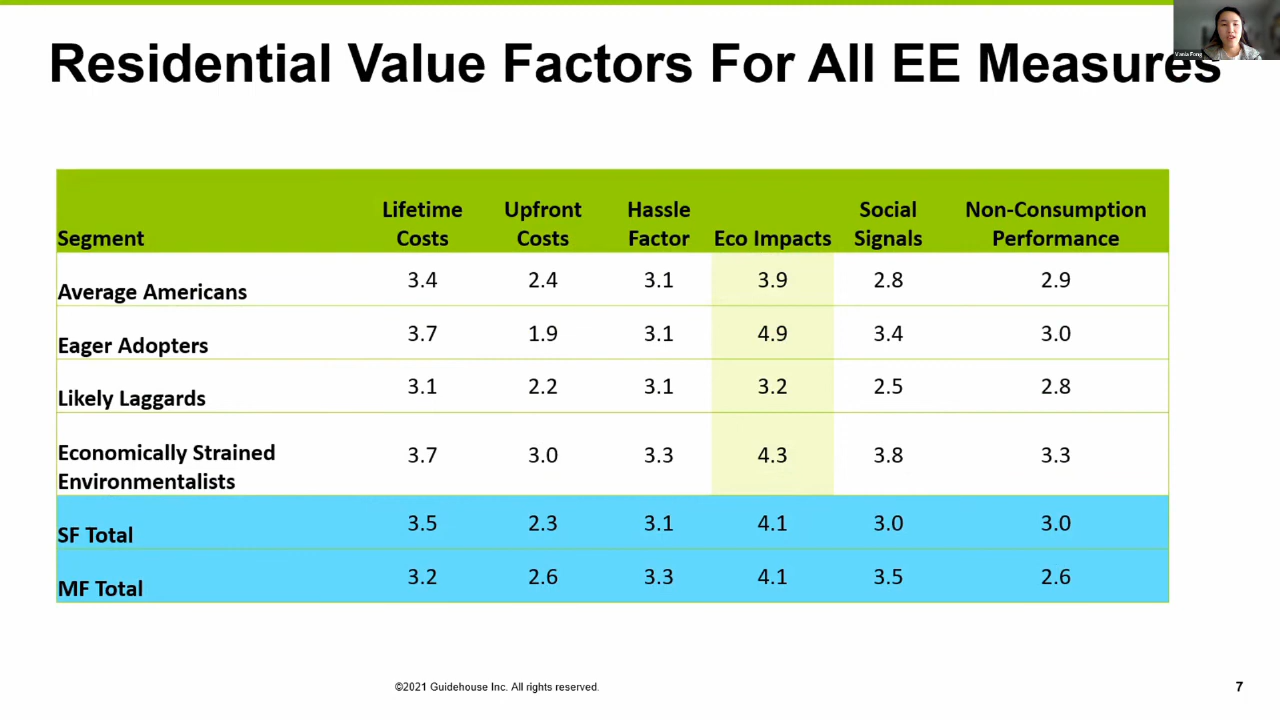 Residential Value Factors For All EE Measures
Vania Fong
Segment Lifetime Costs Upfront Costs Hassle Factor Eco Impacts Social Signals Non-Consumption Performance
Average Americans 3.4 2.4 3.1 3.9 2.8 2.9
Eager Adopters 3.7 1.9 3.1 4.9 3.4 3.0
Likely Laggards 3.1 2.2 3.1 3.2 2.5 2.8
Economically Strained Environmentalists 3.7 3.0 3.3 4.3 3.8 3.3
SF Total 3.5 2.3 3.1 4.1 3.0 3.0
MF Total 3.2 2.6 3.3 4.1 3.5 2.6
©2021 Guidehouse Inc. All rights reserved.
7